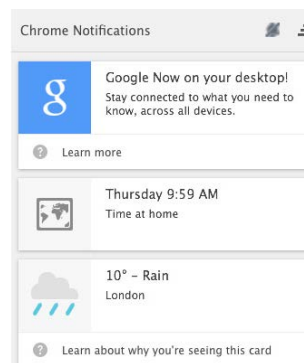 Chrome Notifications
g
Google Now on your desktop!
Stay connected to what you need to
know, across all devices.
? Learn more
Thursday 9:59 AM
Time at home
10° – Rain
London
? Learn about why you're seeing this card